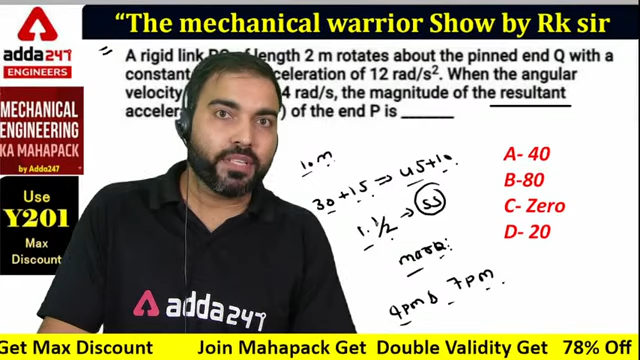 "The mechanical warrior Show by Rk sir
adda247
ENGINEERS
A rigid link of length 2 m rotates about the pinned end Q with a
constant acceleration of 12 rad/s². When the angular
velocity 4 rad/s, the magnitude of the resultant
acceler of the end P is ______
MECHANICAL
ENGINEERING
KA MAHAPACK
by Adda247
Use
Y201
Max
Discount
10m
30+15 ⇒ 45+10
1.1/2 → 55
mark:
4pm & 7pm
A- 40
B-80
C- Zero
D- 20
adda247
Get Max Discount Join Mahapack Get Double Validity Get 78% Off